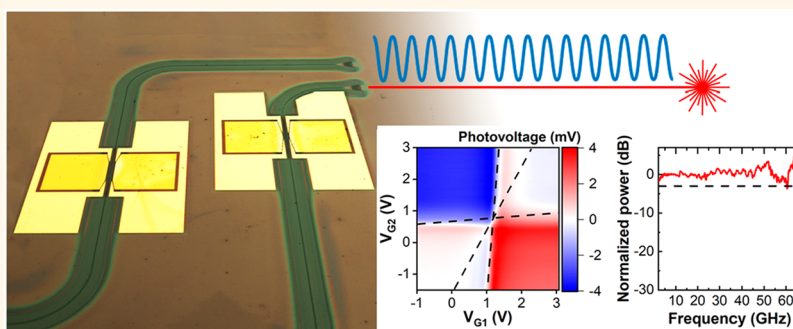 Photovoltage (mV)
3
2
1
0
-1
V_G2 (V)
-1 0 1 2 3
V_G1 (V)
4
2
0
-2
-4
Normalized power (dB)
0
-10
-20
-30
10 20 30 40 50 60
Frequency (GHz)